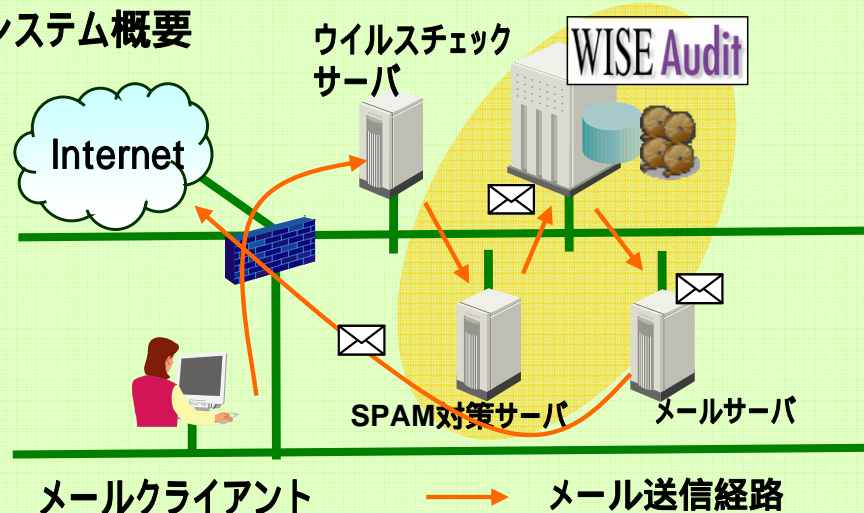 システム概要
ウイルスチェック
サーバ
WISE Audit
Internet
SPAM対策サーバ
メールサーバ
メールクライアント
メール送信経路